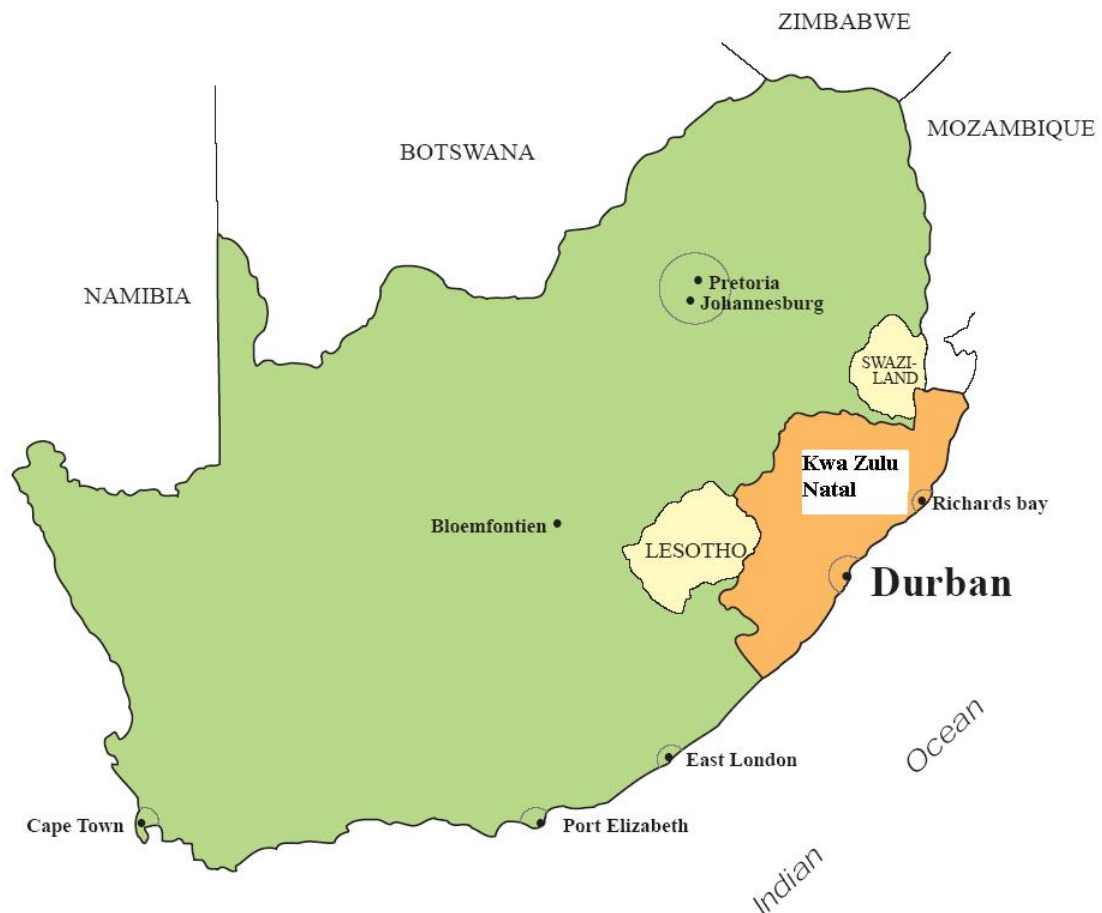 ZIMBABWE
MOZAMBIQUE
BOTSWANA
NAMIBIA
Pretoria
Johannesburg
SWAZI-
LAND
Kwa Zulu
Natal
Richards bay
Bloemfontien
LESOTHO
Durban
East London
Cape Town
Port Elizabeth
Indian Ocean